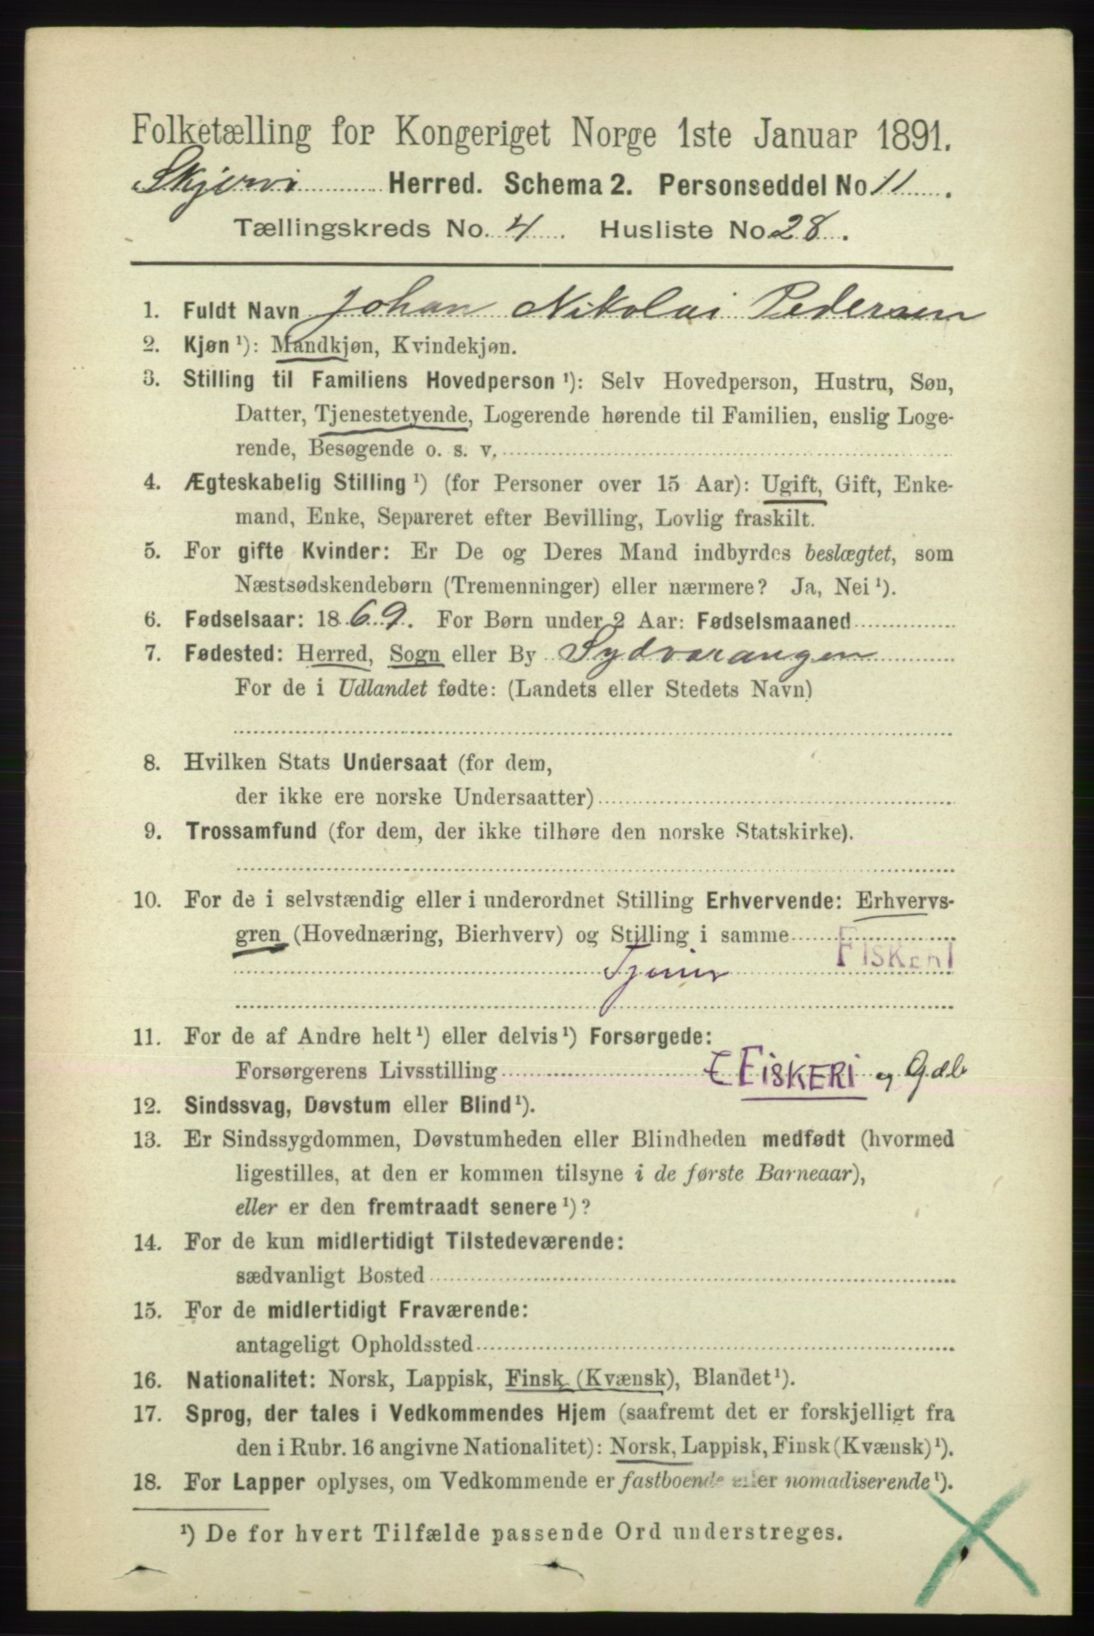 Folketælling for Kongeriget Norge 1ste Januar 1891.
Skjervø Herred. Schema 2. Personseddel No 11.
Tællingskreds No. 4. Husliste No 28.
1. Fuldt Navn Johan Nikolai Pedersen
2. Kjøn ¹): Mandkjøn, Kvindekjøn.
3. Stilling til Familiens Hovedperson ¹): Selv Hovedperson, Hustru, Søn,
Datter, Tjenestetyende, Logerende hørende til Familien, enslig Loge-
rende, Besøgende o. s. v.
4. Ægteskabelig Stilling ¹) (for Personer over 15 Aar): Ugift, Gift, Enke-
mand, Enke, Separeret efter Bevilling, Lovlig fraskilt.
5. For gifte Kvinder: Er De og Deres Mand indbyrdes beslægtet, som
Næstsødskendebørn (Tremenninger) eller nærmere? Ja, Nei ¹).
6. Fødselsaar: 1869. For Børn under 2 Aar: Fødselsmaaned
7. Fødested: Herred, Sogn eller By Sydvarangen
For de i Udlandet fødte: (Landets eller Stedets Navn)
8. Hvilken Stats Undersaat (for dem,
der ikke ere norske Undersaatter)
9. Trossamfund (for dem, der ikke tilhøre den norske Statskirke).
10. For de i selvstændig eller i underordnet Stilling Erhvervende: Erhvervs-
gren (Hovednæring, Bierhverv) og Stilling i samme FISKERI
11. For de af Andre helt ¹) eller delvis ¹) Forsørgede:
Forsørgerens Livsstilling FISKERI og
12. Sindssvag, Døvstum eller Blind ¹).
13. Er Sindssygdommen, Døvstumheden eller Blindheden medfødt (hvormed
ligestilles, at den er kommen tilsyne i de første Barneaar),
eller er den fremtraadt senere ¹)?
14. For de kun midlertidigt Tilstedeværende:
sædvanligt Bosted
15. For de midlertidigt Fraværende:
antageligt Opholdssted
16. Nationalitet: Norsk, Lappisk, Finsk (Kvænsk), Blandet ¹).
17. Sprog, der tales i Vedkommendes Hjem (saafremt det er forskjelligt fra
den i Rubr. 16 angivne Nationalitet): Norsk, Lappisk, Finsk (Kvænsk) ¹).
18. For Lapper oplyses, om Vedkommende er fastboende eller nomadiserende ¹).
¹) De for hvert Tilfælde passende Ord understreges.